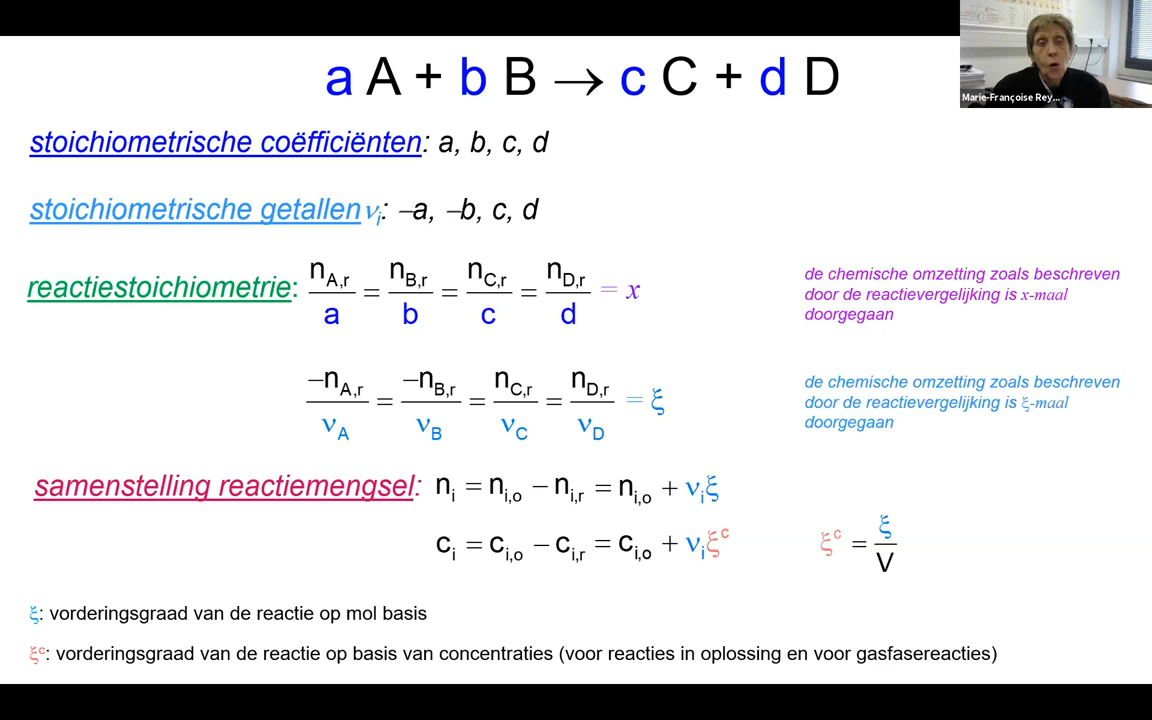 a A + b B → c C + d D
Marie-Françoise Rey...
stoichiometrische coëfficiënten: a, b, c, d
stoichiometrische getallen νi: –a, –b, c, d
reactiestoichiometrie: nA,r/a = nB,r/b = nC,r/c = nD,r/d = x
de chemische omzetting zoals beschreven
door de reactievergelijking is x-maal
doorgegaan
–nA,r/νA = –nB,r/νB = nC,r/νC = nD,r/νD = ξ
de chemische omzetting zoals beschreven
door de reactievergelijking is ξ-maal
doorgegaan
samenstelling reactiemengsel: ni = ni,o – ni,r = ni,o + νiξ
ci = ci,o – ci,r = ci,o + νiξc
ξc = ξ/V
ξ: vorderingsgraad van de reactie op mol basis
ξc: vorderingsgraad van de reactie op basis van concentraties (voor reacties in oplossing en voor gasfasereacties)